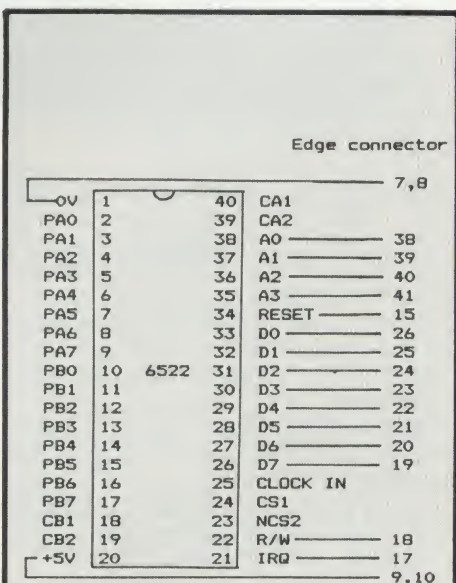 Edge connector
7,8
0V 1 40 CA1
PA0 2 39 CA2
PA1 3 38 A0 38
PA2 4 37 A1 39
PA3 5 36 A2 40
PA4 6 35 A3 41
PA5 7 34 RESET 15
PA6 8 33 D0 26
PA7 9 32 D1 25
PB0 10 6522 31 D2 24
PB1 11 30 D3 23
PB2 12 29 D4 22
PB3 13 28 D5 21
PB4 14 27 D6 20
PB5 15 26 D7 19
PB6 16 25 CLOCK IN
PB7 17 24 CS1
CB1 18 23 NCS2
CB2 19 22 R/W 18
+5V 20 21 IRQ 17
9,10